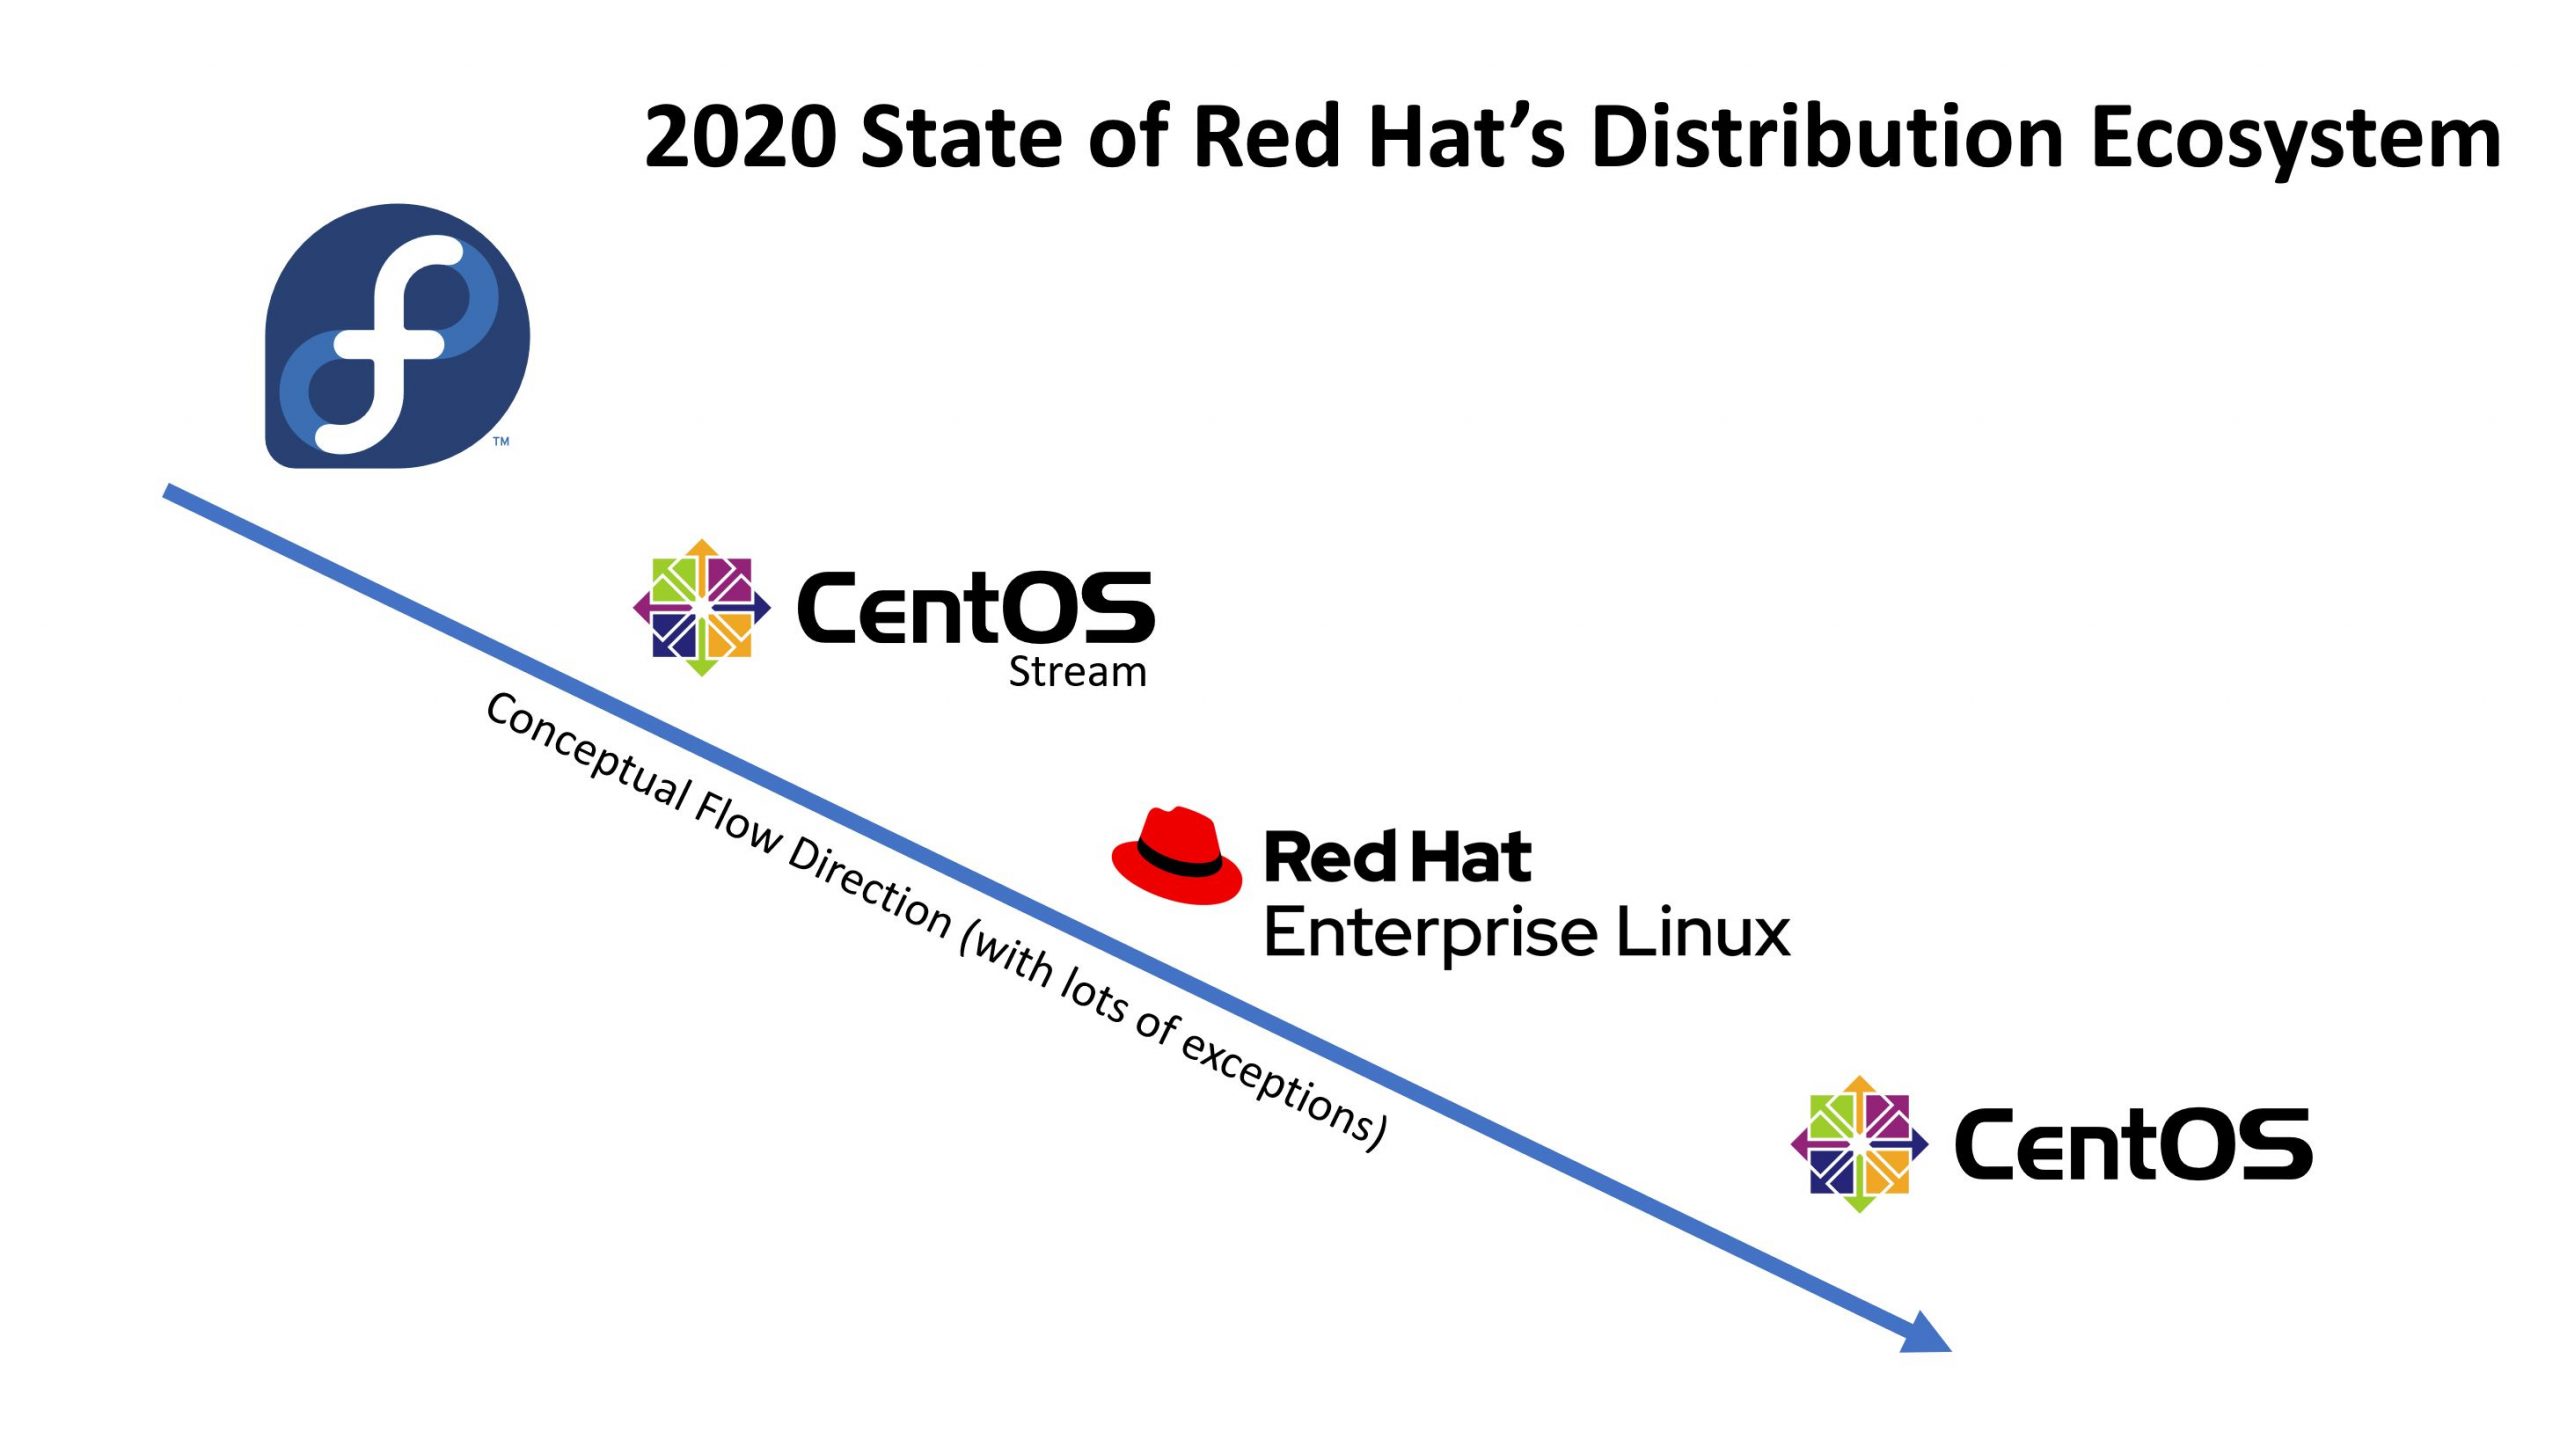 2020 State of Red Hat’s Distribution Ecosystem
TM
CentOS
Stream
Conceptual Flow Direction (with lots of exceptions)
Red Hat
Enterprise Linux
CentOS